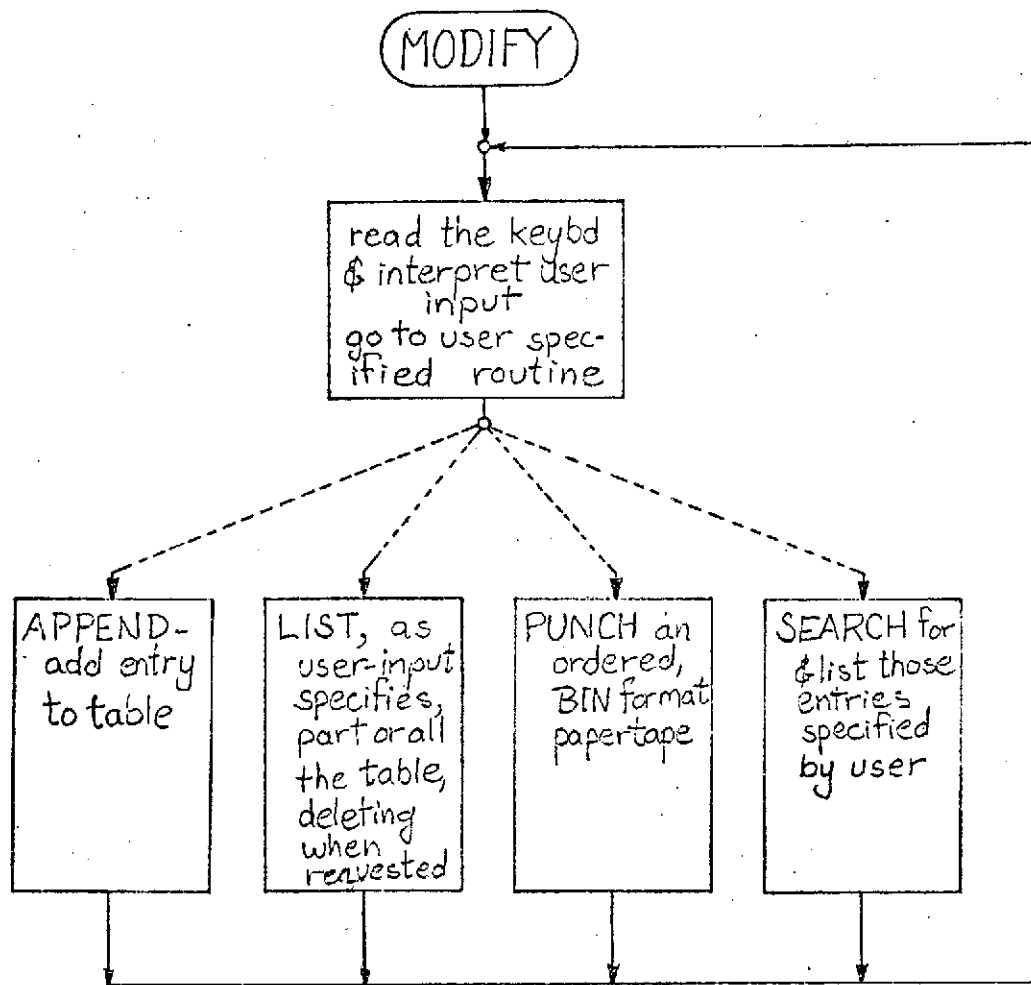 MODIFY
read the keybd
& interpret user
input
go to user spec-
ified routine
APPEND-
add entry
to table
LIST, as
user-input
specifies,
part or all
the table,
deleting
when
requested
PUNCH an
ordered,
BIN format
papertape
SEARCH for
& list those
entries
specified
by user